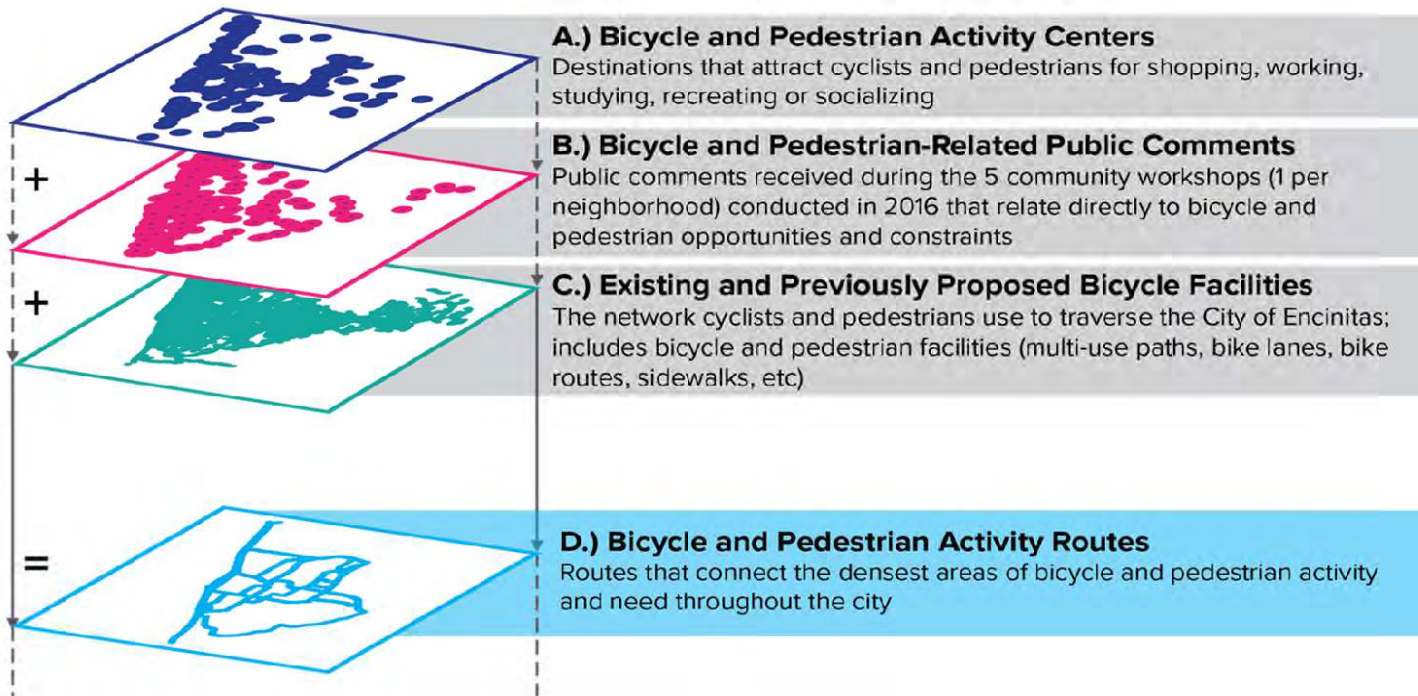 A.) Bicycle and Pedestrian Activity Centers
Destinations that attract cyclists and pedestrians for shopping, working,
studying, recreating or socializing
+
B.) Bicycle and Pedestrian-Related Public Comments
Public comments received during the 5 community workshops (1 per
neighborhood) conducted in 2016 that relate directly to bicycle and
pedestrian opportunities and constraints
+
C.) Existing and Previously Proposed Bicycle Facilities
The network cyclists and pedestrians use to traverse the City of Encinitas;
includes bicycle and pedestrian facilities (multi-use paths, bike lanes, bike
routes, sidewalks, etc)
=
D.) Bicycle and Pedestrian Activity Routes
Routes that connect the densest areas of bicycle and pedestrian activity
and need throughout the city